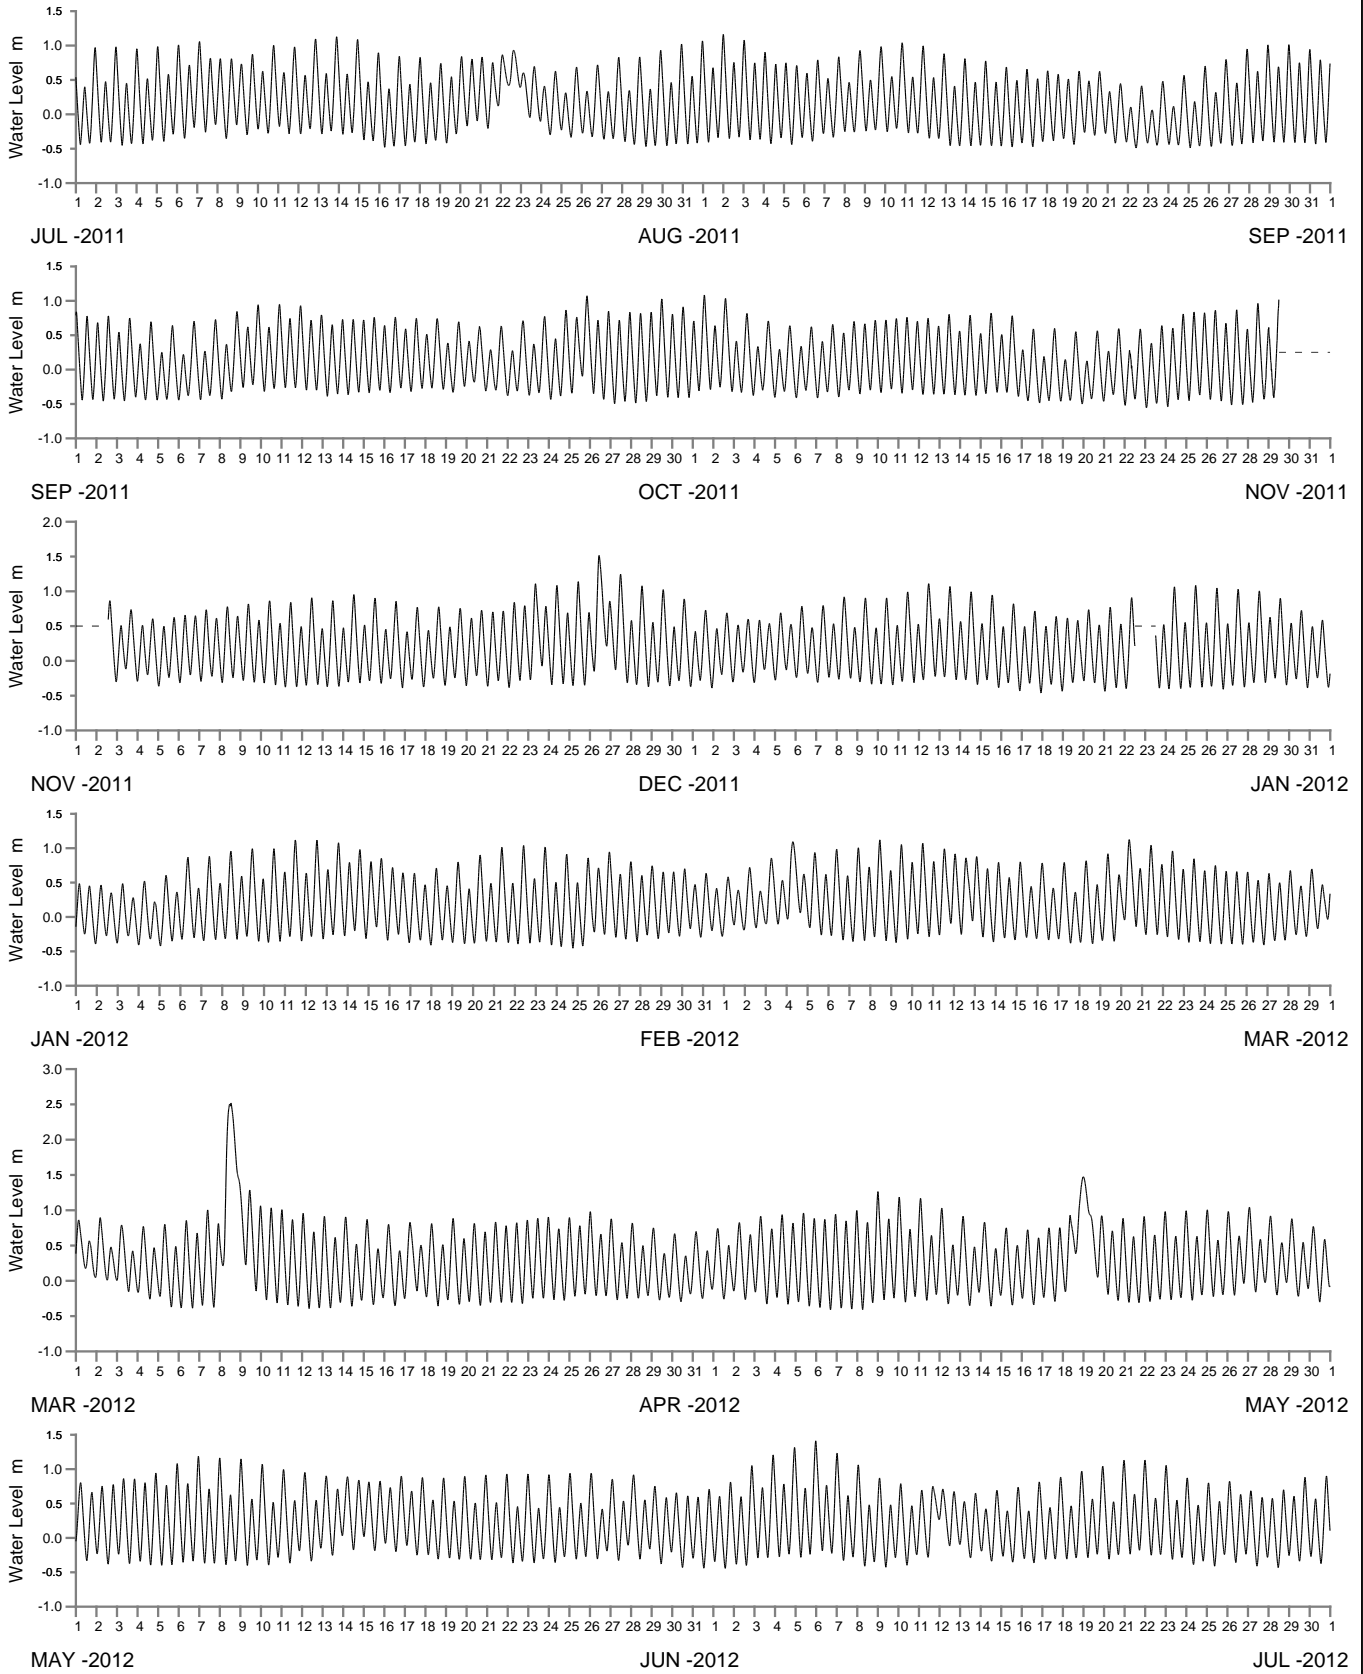 1.5
1.0
0.5
0.0
-0.5
-1.0
Water Level m
1 2 3 4 5 6 7 8 9 10 11 12 13 14 15 16 17 18 19 20 21 22 23 24 25 26 27 28 29 30 31 1 2 3 4 5 6 7 8 9 10 11 12 13 14 15 16 17 18 19 20 21 22 23 24 25 26 27 28 29 30 31 1
JUL -2011 AUG -2011 SEP -2011
1.5
1.0
0.5
0.0
-0.5
-1.0
Water Level m
1 2 3 4 5 6 7 8 9 10 11 12 13 14 15 16 17 18 19 20 21 22 23 24 25 26 27 28 29 30 1 2 3 4 5 6 7 8 9 10 11 12 13 14 15 16 17 18 19 20 21 22 23 24 25 26 27 28 29 30 31 1
SEP -2011 OCT -2011 NOV -2011
2.0
1.5
1.0
0.5
0.0
-0.5
-1.0
Water Level m
1 2 3 4 5 6 7 8 9 10 11 12 13 14 15 16 17 18 19 20 21 22 23 24 25 26 27 28 29 30 1 2 3 4 5 6 7 8 9 10 11 12 13 14 15 16 17 18 19 20 21 22 23 24 25 26 27 28 29 30 31 1
NOV -2011 DEC -2011 JAN -2012
1.5
1.0
0.5
0.0
-0.5
-1.0
Water Level m
1 2 3 4 5 6 7 8 9 10 11 12 13 14 15 16 17 18 19 20 21 22 23 24 25 26 27 28 29 30 31 1 2 3 4 5 6 7 8 9 10 11 12 13 14 15 16 17 18 19 20 21 22 23 24 25 26 27 28 29 1
JAN -2012 FEB -2012 MAR -2012
3.0
2.5
2.0
1.5
1.0
0.5
0.0
-0.5
-1.0
Water Level m
1 2 3 4 5 6 7 8 9 10 11 12 13 14 15 16 17 18 19 20 21 22 23 24 25 26 27 28 29 30 31 1 2 3 4 5 6 7 8 9 10 11 12 13 14 15 16 17 18 19 20 21 22 23 24 25 26 27 28 29 30 1
MAR -2012 APR -2012 MAY -2012
1.5
1.0
0.5
0.0
-0.5
-1.0
Water Level m
1 2 3 4 5 6 7 8 9 10 11 12 13 14 15 16 17 18 19 20 21 22 23 24 25 26 27 28 29 30 31 1 2 3 4 5 6 7 8 9 10 11 12 13 14 15 16 17 18 19 20 21 22 23 24 25 26 27 28 29 30 1
MAY -2012 JUN -2012 JUL -2012